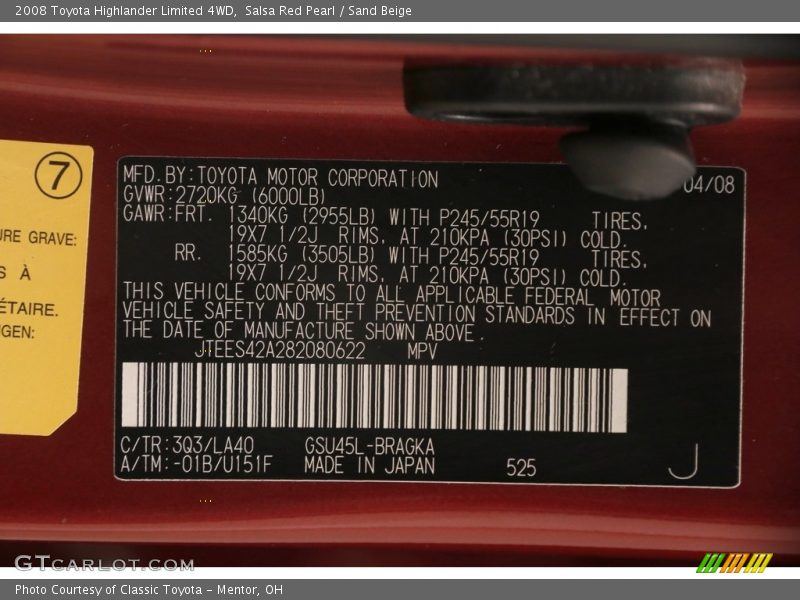 2008 Toyota Highlander Limited 4WD, Salsa Red Pearl / Sand Beige
7
URE GRAVE:
S À
ÉTAIRE.
GEN:
MFD.BY:TOYOTA MOTOR CORPORATION 04/08
GVWR:2720KG (6000LB)
GAWR:FRT. 1340KG (2955LB) WITH P245/55R19 TIRES,
19X7 1/2J RIMS, AT 210KPA (30PSI) COLD.
RR. 1585KG (3505LB) WITH P245/55R19 TIRES,
19X7 1/2J RIMS, AT 210KPA (30PSI) COLD.
THIS VEHICLE CONFORMS TO ALL APPLICABLE FEDERAL MOTOR
VEHICLE SAFETY AND THEFT PREVENTION STANDARDS IN EFFECT ON
THE DATE OF MANUFACTURE SHOWN ABOVE.
JTEES42A282080622 MPV
C/TR:3Q3/LA40 GSU45L-BRAGKA
A/TM:-01B/U151F MADE IN JAPAN 525 J
GTCARLOT.COM
Photo Courtesy of Classic Toyota - Mentor, OH